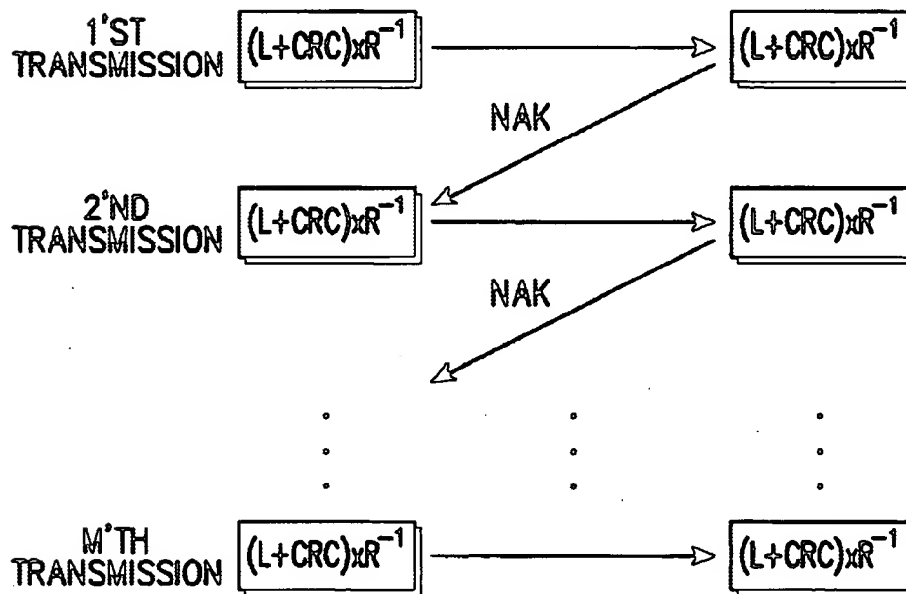 1'ST
TRANSMISSION
(L+CRC)xR⁻¹
(L+CRC)xR⁻¹
NAK
2'ND
TRANSMISSION
(L+CRC)xR⁻¹
(L+CRC)xR⁻¹
NAK
M'TH
TRANSMISSION
(L+CRC)xR⁻¹
(L+CRC)xR⁻¹